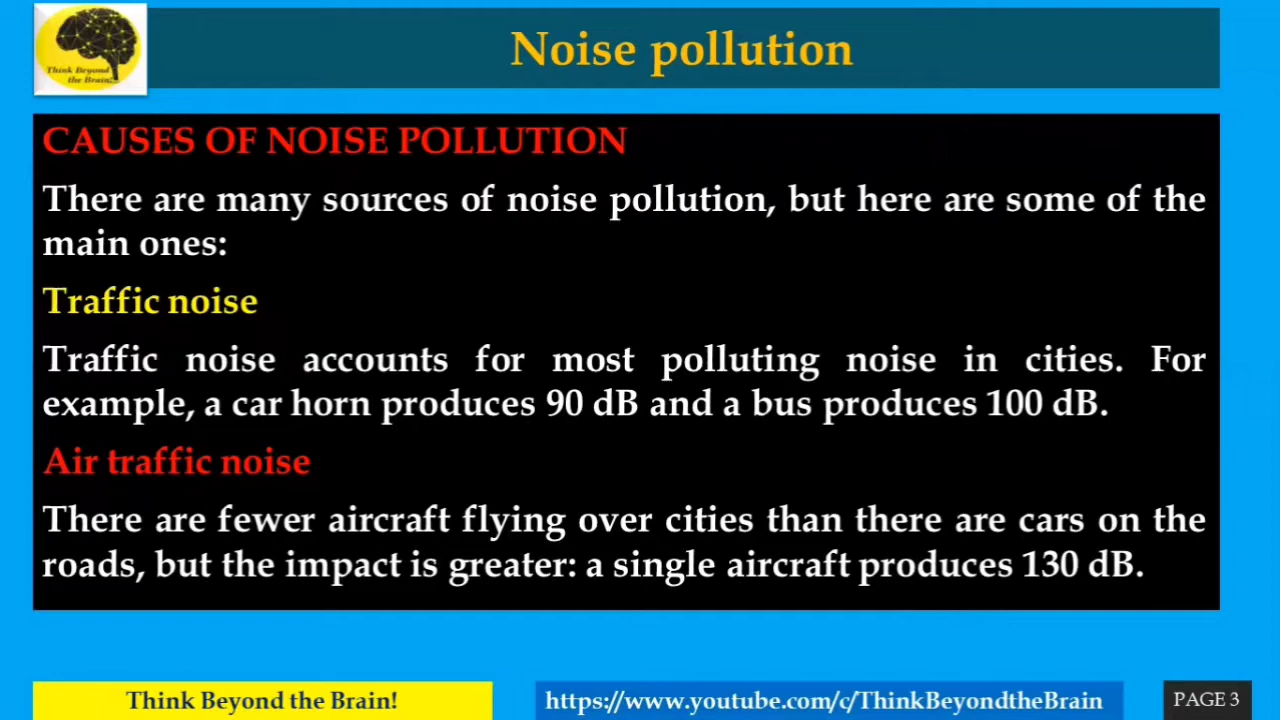 Think Beyond
the Brain!
Noise pollution
CAUSES OF NOISE POLLUTION
There are many sources of noise pollution, but here are some of the
main ones:
Traffic noise
Traffic noise accounts for most polluting noise in cities. For
example, a car horn produces 90 dB and a bus produces 100 dB.
Air traffic noise
There are fewer aircraft flying over cities than there are cars on the
roads, but the impact is greater: a single aircraft produces 130 dB.
Think Beyond the Brain!
https://www.youtube.com/c/ThinkBeyondtheBrain
PAGE 3